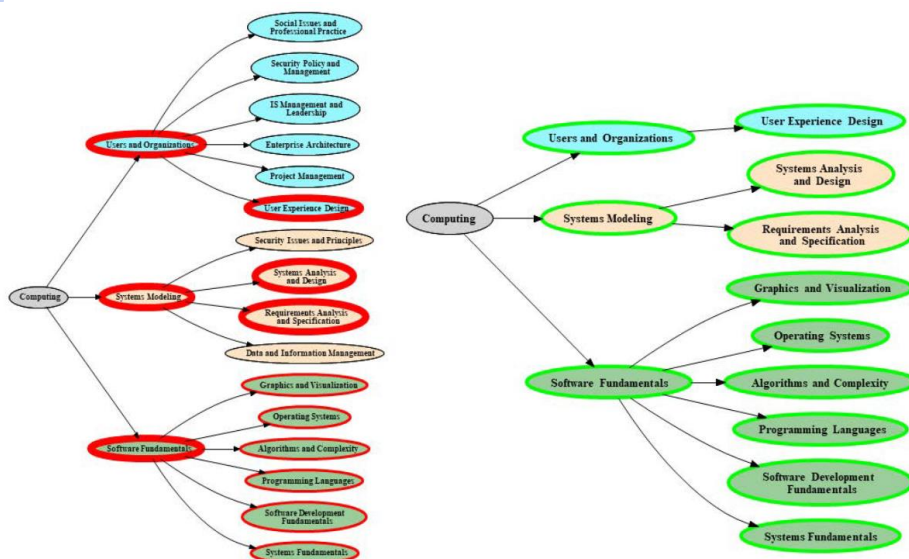 Social Issues and
Professional Practice
Security Policy and
Management
IS Management and
Leadership
Users and Organizations
Enterprise Architecture
Project Management
User Experience Design
Security Issues and Principles
Systems Analysis
and Design
Computing
Systems Modeling
Requirements Analysis
and Specification
Data and Information Management
Graphics and Visualization
Operating Systems
Software Fundamentals
Algorithms and Complexity
Programming Languages
Software Development
Fundamentals
Systems Fundamentals
User Experience Design
Users and Organizations
Systems Analysis
and Design
Computing
Systems Modeling
Requirements Analysis
and Specification
Graphics and Visualization
Operating Systems
Software Fundamentals
Algorithms and Complexity
Programming Languages
Software Development
Fundamentals
Systems Fundamentals